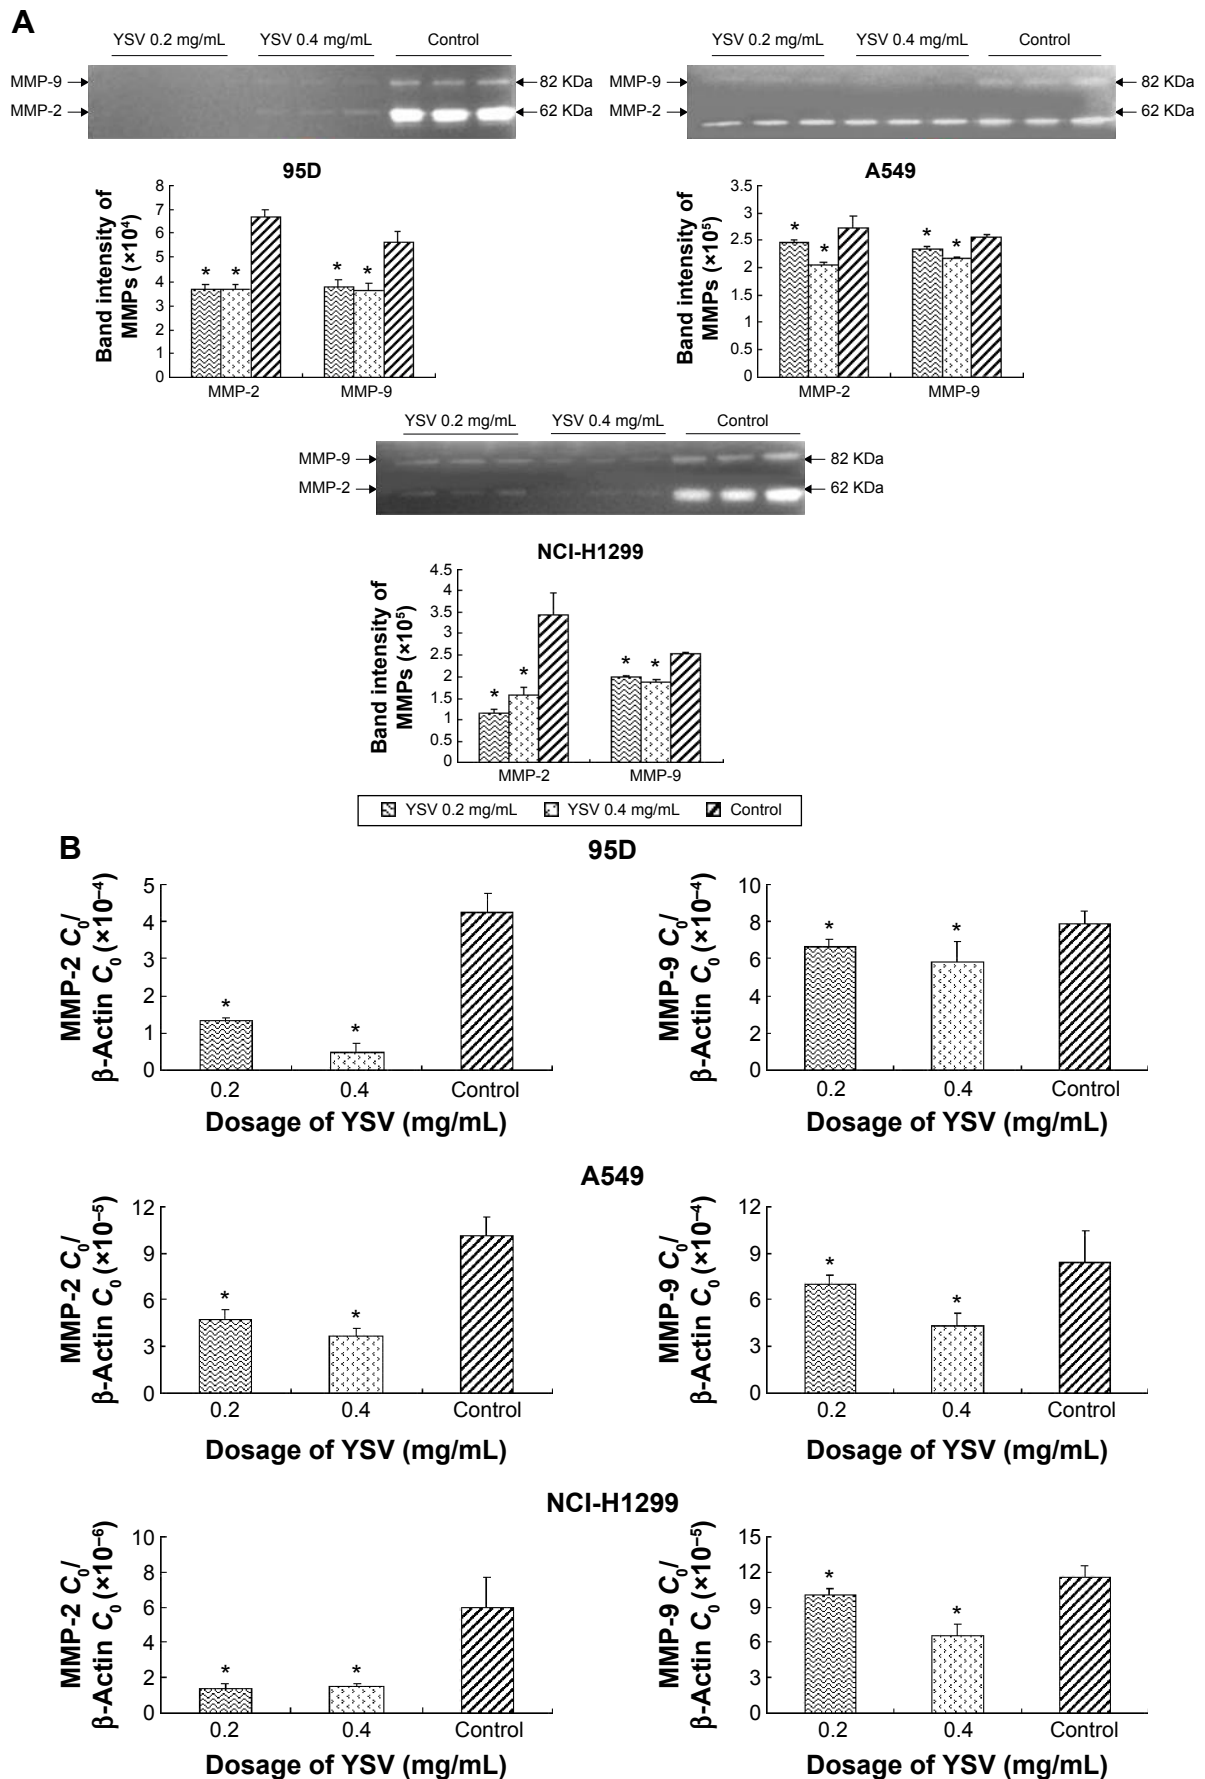 A
YSV 0.2 mg/mL YSV 0.4 mg/mL Control
MMP-9 82 KDa
MMP-2 62 KDa
YSV 0.2 mg/mL YSV 0.4 mg/mL Control
MMP-9 82 KDa
MMP-2 62 KDa
95D
Band intensity of
MMPs (×10⁴)
8
7
6
5
4
3
2
1
0
* * * *
MMP-2 MMP-9
A549
Band intensity of
MMPs (×10⁵)
3.5
3
2.5
2
1.5
1
0.5
0
* * * *
MMP-2 MMP-9
YSV 0.2 mg/mL YSV 0.4 mg/mL Control
MMP-9 82 KDa
MMP-2 62 KDa
NCI-H1299
Band intensity of
MMPs (×10⁵)
4.5
4
3.5
3
2.5
2
1.5
1
0.5
0
* * * *
MMP-2 MMP-9
YSV 0.2 mg/mL YSV 0.4 mg/mL Control
B
95D
MMP-2 C₀/
β-Actin C₀ (×10⁻⁴)
5
4
3
2
1
0
* *
0.2 0.4 Control
Dosage of YSV (mg/mL)
MMP-9 C₀/
β-Actin C₀ (×10⁻⁴)
10
8
6
4
2
0
* *
0.2 0.4 Control
Dosage of YSV (mg/mL)
A549
MMP-2 C₀/
β-Actin C₀ (×10⁻⁵)
12
9
6
3
0
* *
0.2 0.4 Control
Dosage of YSV (mg/mL)
MMP-9 C₀/
β-Actin C₀ (×10⁻⁴)
12
9
6
3
0
* *
0.2 0.4 Control
Dosage of YSV (mg/mL)
NCI-H1299
MMP-2 C₀/
β-Actin C₀ (×10⁻⁶)
10
8
6
4
2
0
* *
0.2 0.4 Control
Dosage of YSV (mg/mL)
MMP-9 C₀/
β-Actin C₀ (×10⁻⁵)
15
12
9
6
3
0
* *
0.2 0.4 Control
Dosage of YSV (mg/mL)